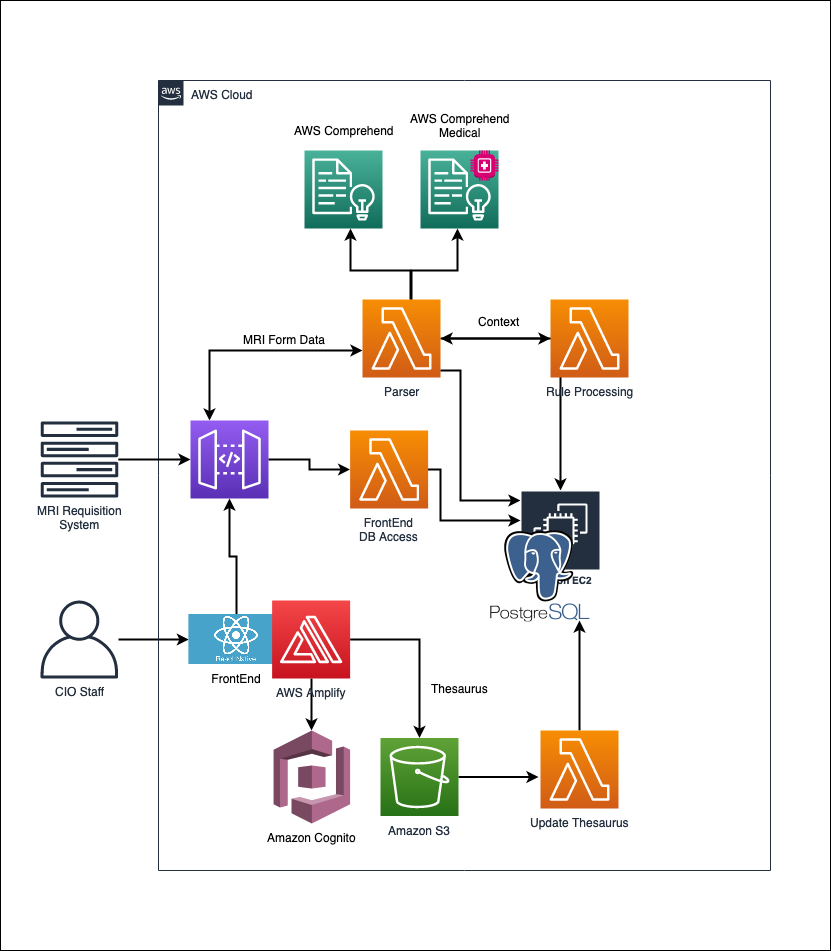 aws
AWS Cloud
AWS Comprehend
AWS Comprehend
Medical
MRI Form Data
Context
Parser
Rule Processing
</>
MRI Requisition
System
FrontEnd
DB Access
EC2
PostgreSQL
React Native
FrontEnd
AWS Amplify
CIO Staff
Thesaurus
Amazon Cognito
Amazon S3
Update Thesaurus